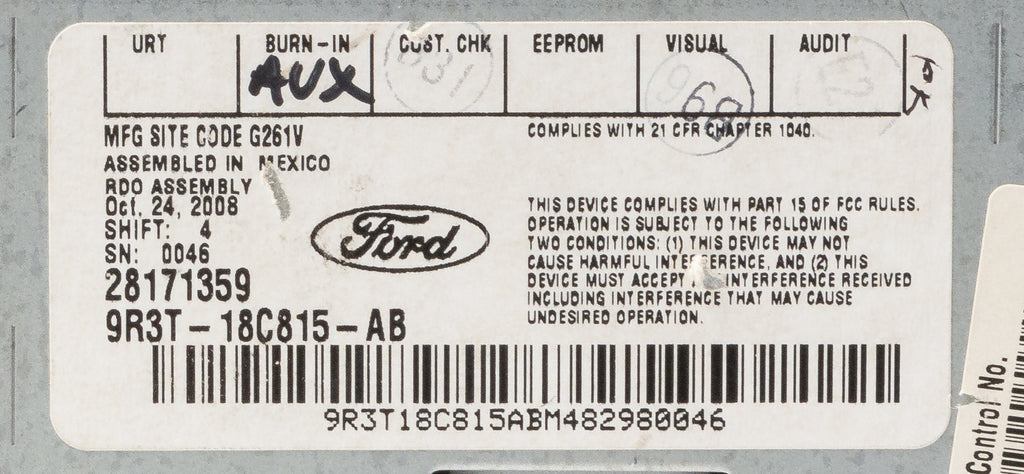 URT BURN-IN CUST. CHK EEPROM VISUAL AUDIT
AUX
MFG SITE CODE G261V
ASSEMBLED IN MEXICO
RDO ASSEMBLY
Oct. 24, 2008
SHIFT: 4
SN: 0046
28171359
9R3T-18C815-AB
Ford
COMPLIES WITH 21 CFR CHAPTER 1040.
THIS DEVICE COMPLIES WITH PART 15 OF FCC RULES.
OPERATION IS SUBJECT TO THE FOLLOWING
TWO CONDITIONS: (1) THIS DEVICE MAY NOT
CAUSE HARMFUL INTERFERENCE, AND (2) THIS
DEVICE MUST ACCEPT INTERFERENCE RECEIVED
INCLUDING INTERFERENCE THAT MAY CAUSE
UNDESIRED OPERATION.
9R3T18C815ABM482980046
Control No.